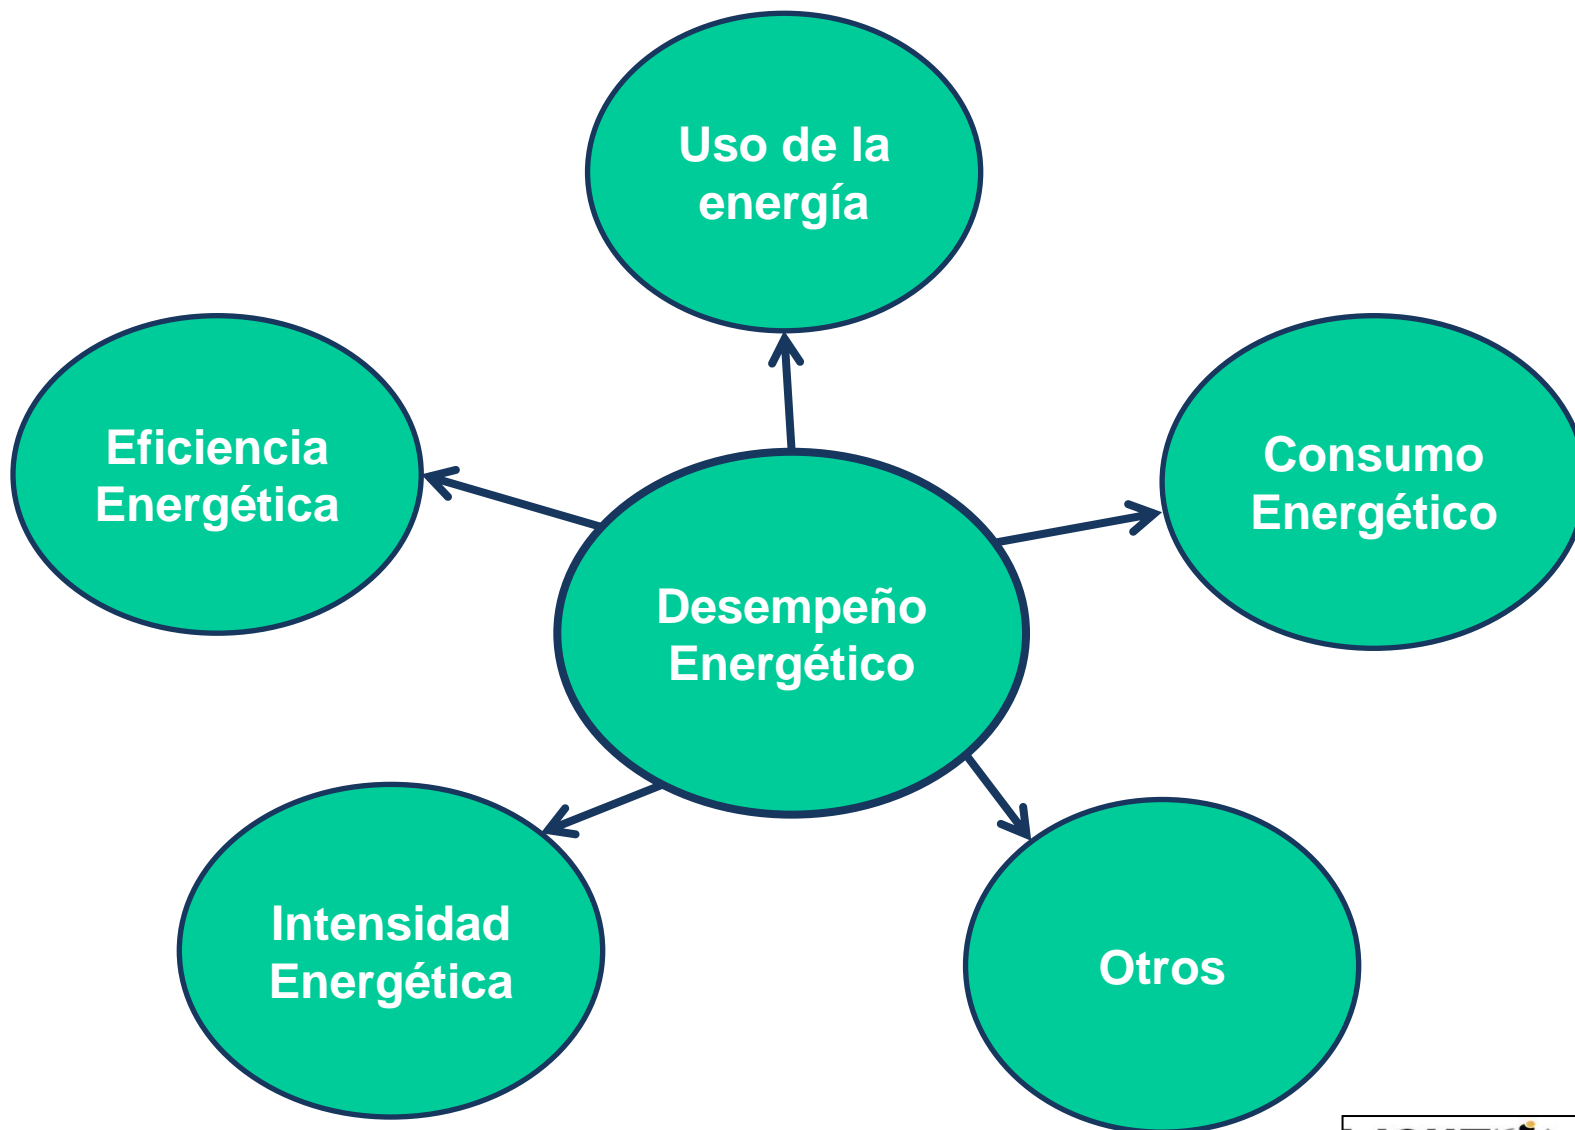 Uso de la
energía
Eficiencia
Energética
Consumo
Energético
Desempeño
Energético
Intensidad
Energética
Otros